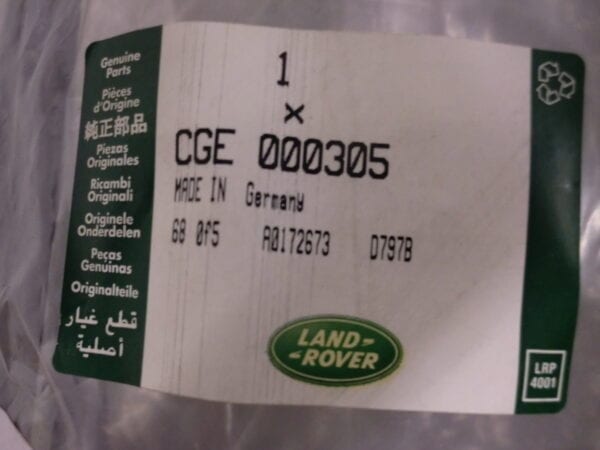 Genuine
Parts
Pièces
d'Origine
純正部品
Piezas
Originales
Ricambi
Originali
Originele
Onderdelen
Peças
Genuinas
Originalteile
قطع غيار
أصلية
1
×
CGE 000305
MADE IN Germany
68 0f5 A0172673 D797B
LAND-
-ROVER
LRP
4001